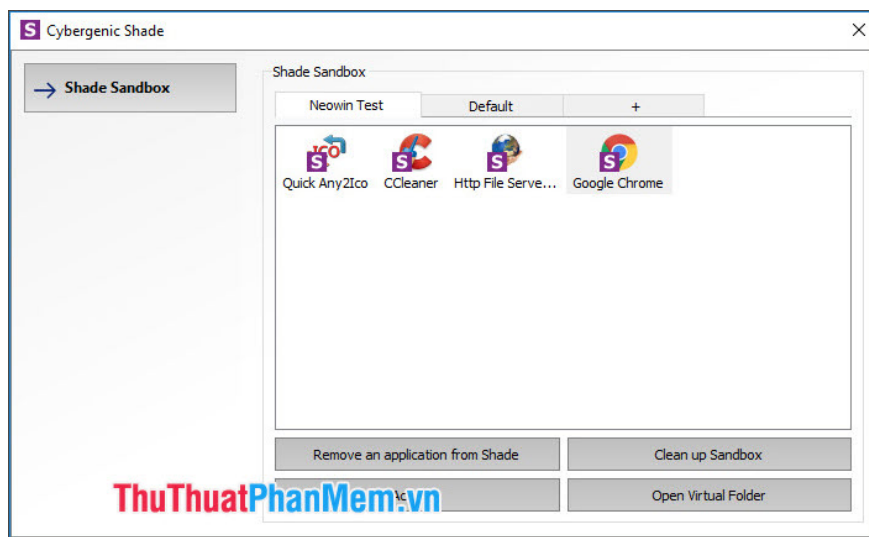 S Cybergenic Shade
Shade Sandbox
Shade Sandbox
Neowin Test
Default
+
Quick Any2Ico
CCleaner
Http File Serve...
Google Chrome
Remove an application from Shade
Clean up Sandbox
ThuThuatPhanMem.vn
Open Virtual Folder